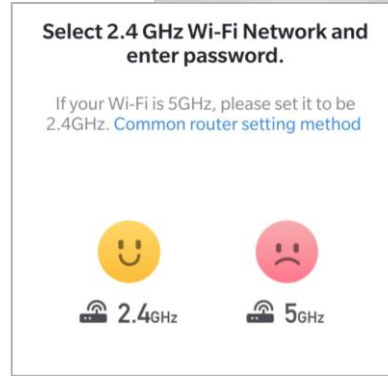 Select 2.4 GHz Wi-Fi Network and
enter password.
If your Wi-Fi is 5GHz, please set it to be
2.4GHz. Common router setting method
2.4GHz 5GHz